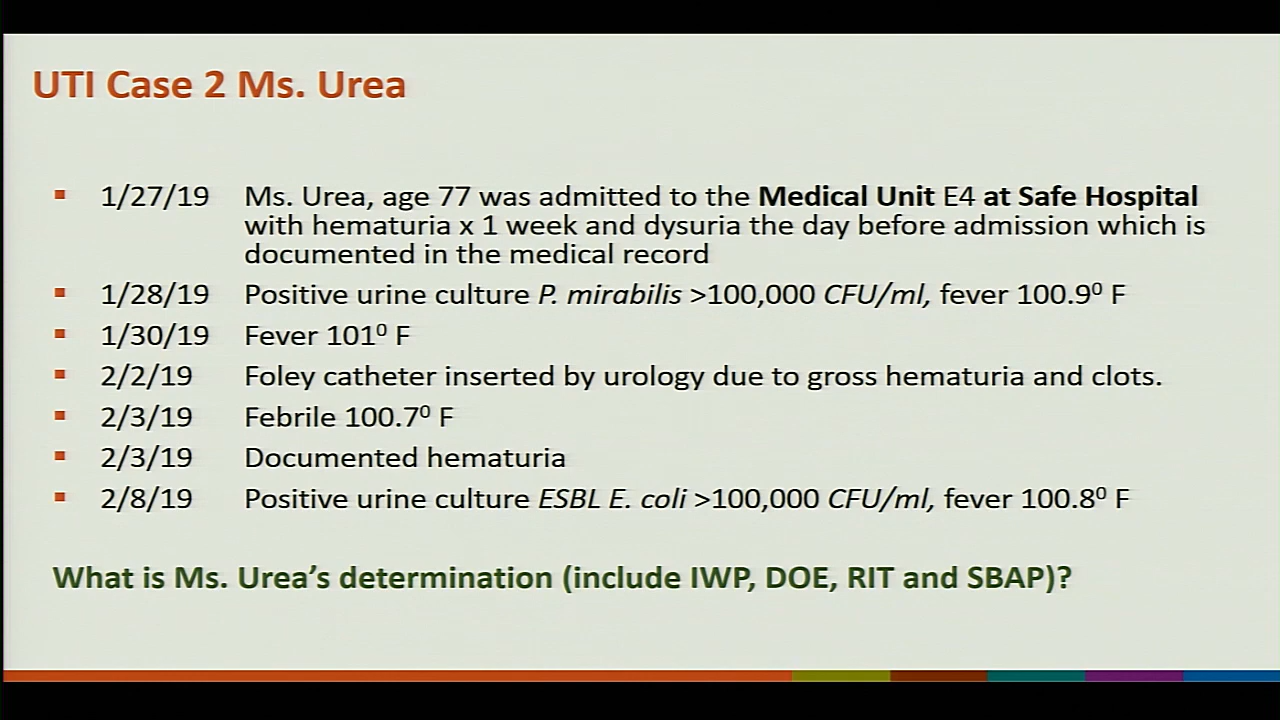 UTI Case 2 Ms. Urea
▪ 1/27/19 Ms. Urea, age 77 was admitted to the Medical Unit E4 at Safe Hospital
with hematuria x 1 week and dysuria the day before admission which is
documented in the medical record
▪ 1/28/19 Positive urine culture P. mirabilis >100,000 CFU/ml, fever 100.9⁰ F
▪ 1/30/19 Fever 101⁰ F
▪ 2/2/19 Foley catheter inserted by urology due to gross hematuria and clots.
▪ 2/3/19 Febrile 100.7⁰ F
▪ 2/3/19 Documented hematuria
▪ 2/8/19 Positive urine culture ESBL E. coli >100,000 CFU/ml, fever 100.8⁰ F
What is Ms. Urea’s determination (include IWP, DOE, RIT and SBAP)?